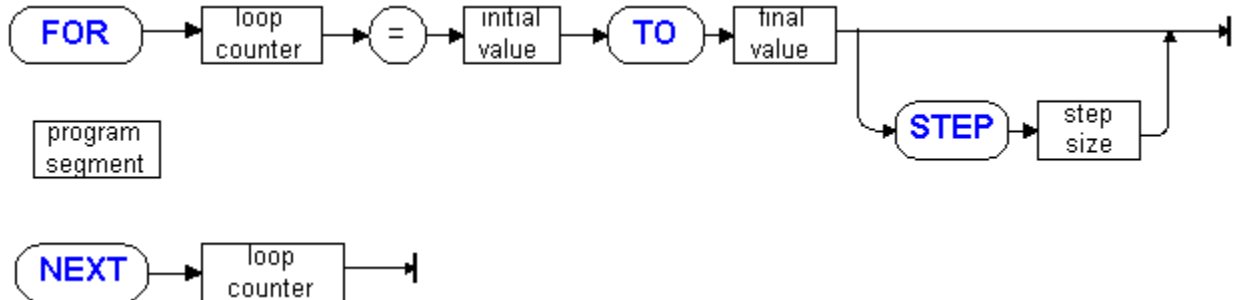 FOR
loop
counter
=
initial
value
TO
final
value
STEP
step
size
program
segment
NEXT
loop
counter